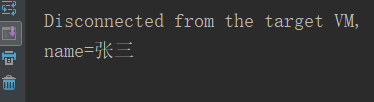 Disconnected from the target VM,
name=张三